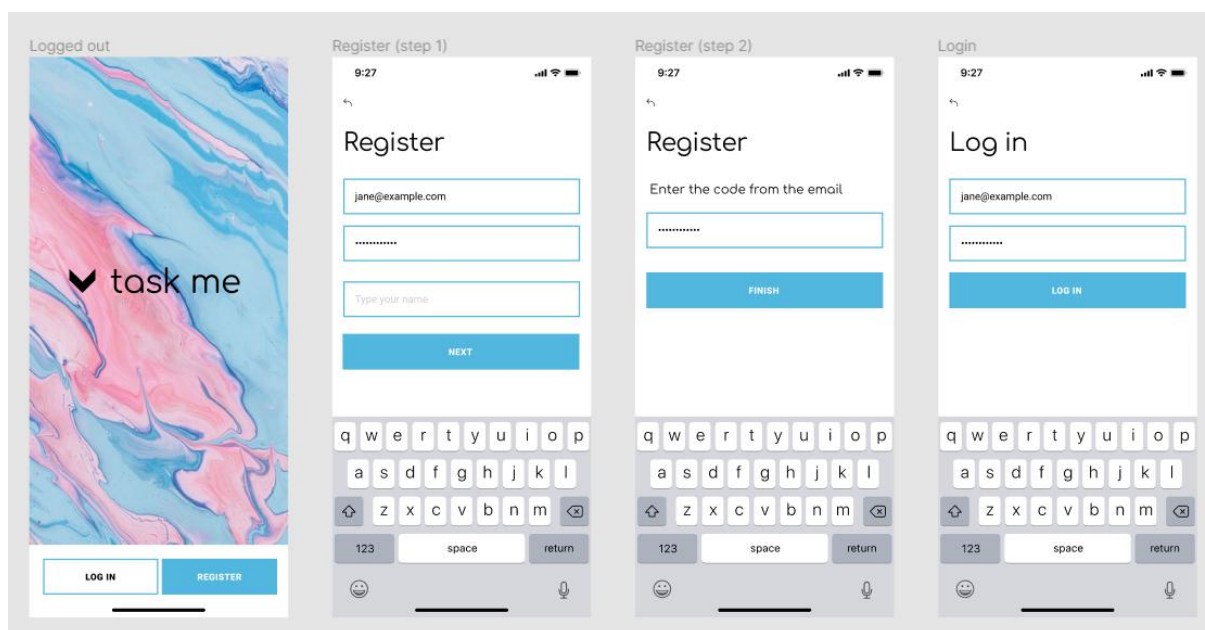 Logged out
task me
LOG IN REGISTER
Register (step 1)
9:27
Register
jane@example.com
••••••••••••
Type your name
NEXT
q w e r t y u i o p
a s d f g h j k l
z x c v b n m
123 space return
Register (step 2)
9:27
Register
Enter the code from the email
••••••••••••
FINISH
q w e r t y u i o p
a s d f g h j k l
z x c v b n m
123 space return
Login
9:27
Log in
jane@example.com
••••••••••••
LOG IN
q w e r t y u i o p
a s d f g h j k l
z x c v b n m
123 space return